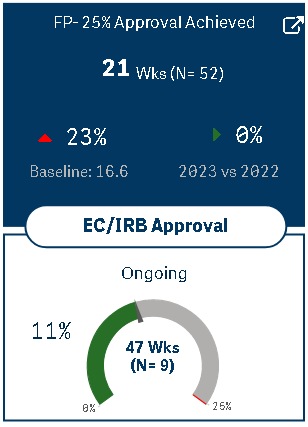 FP- 25% Approval Achieved
21 Wks (N= 52)
23%
0%
Baseline: 16.6
2023 vs 2022
EC/IRB Approval
Ongoing
11%
47 Wks
(N= 9)
0%
25%